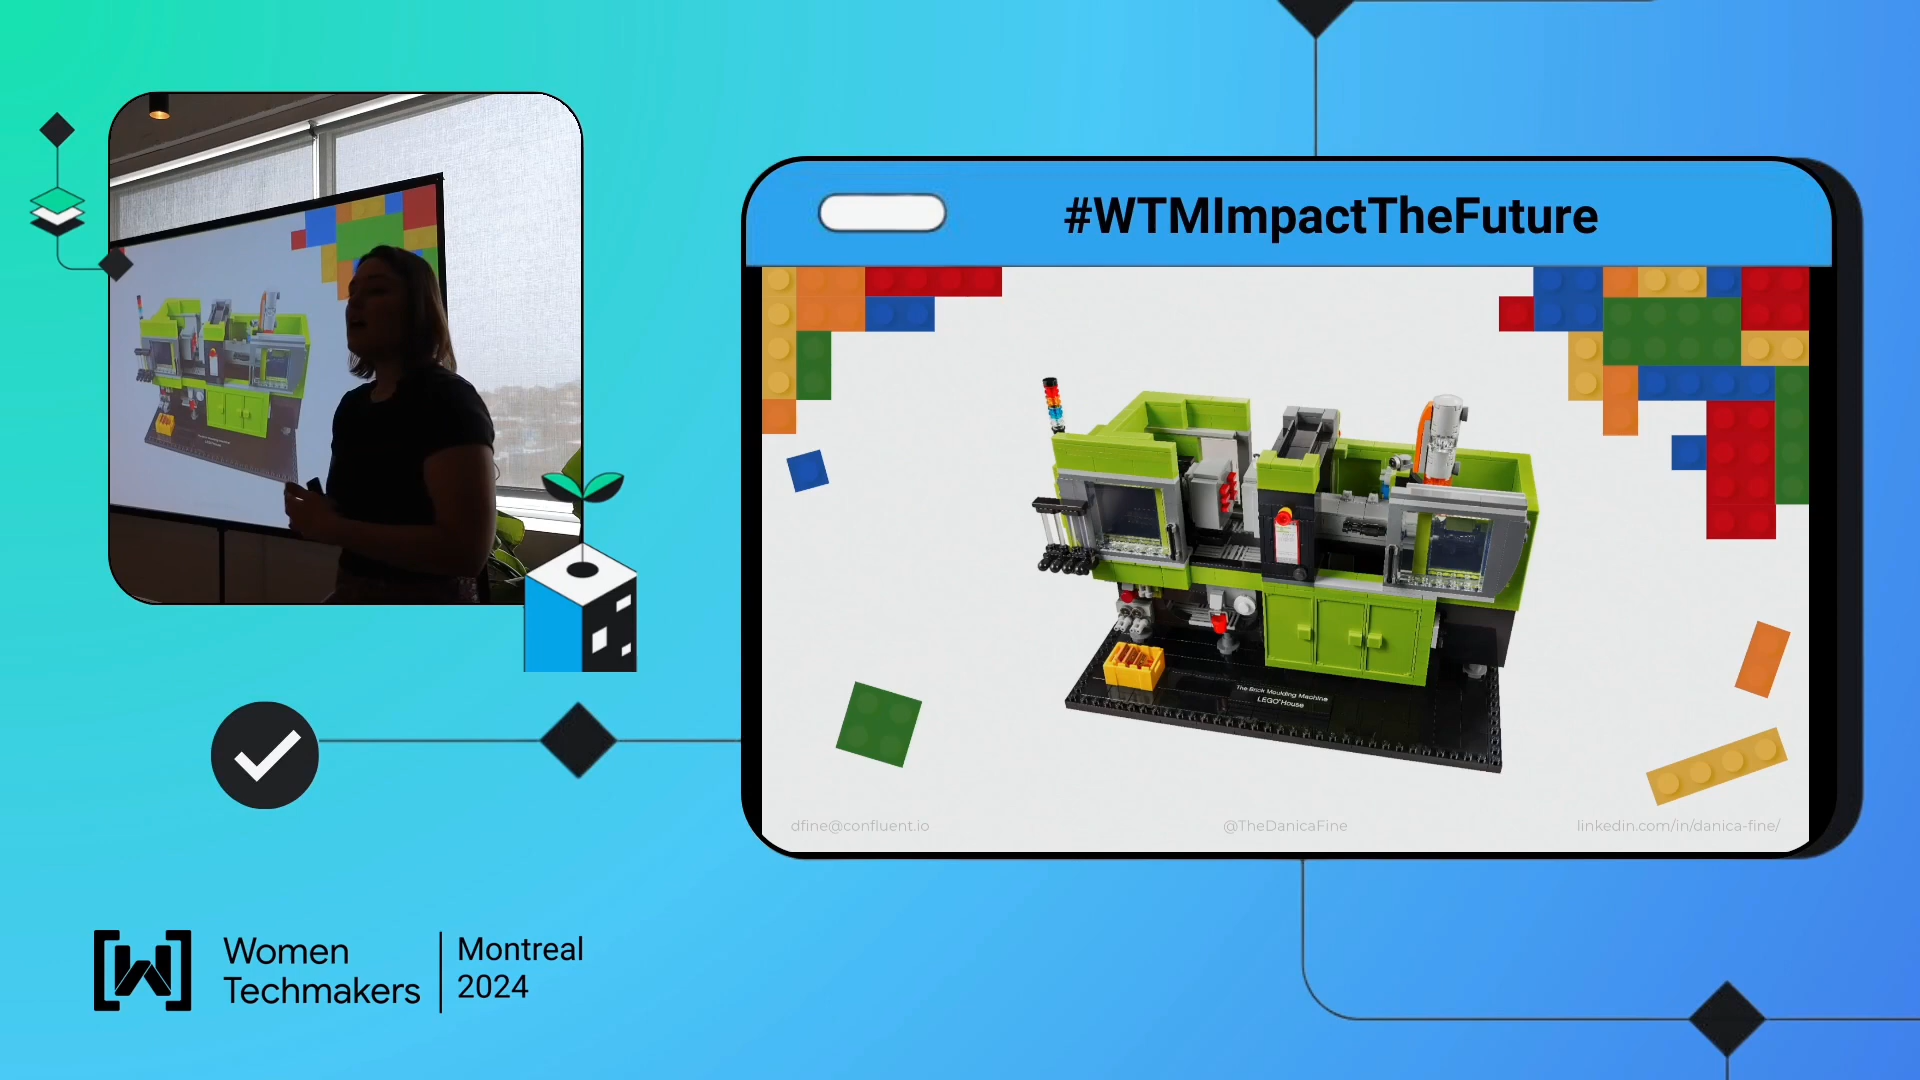 #WTMImpactTheFuture
The Brick Moulding Machine
LEGO® House
dfine@confluent.io
@TheDanicaFine
linkedin.com/in/danica-fine/
Women
Techmakers
Montreal
2024